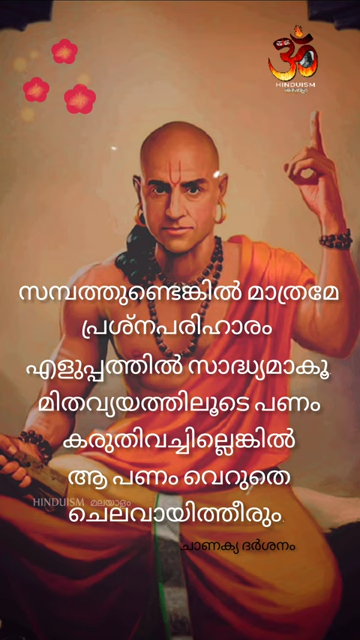 ॐ
HINDUISM
സമ്പത്തുണ്ടെങ്കിൽ മാത്രമേ
പ്രശ്നപരിഹാരം
എളുപ്പത്തിൽ സാദ്ധ്യമാകൂ
മിതവ്യയത്തിലൂടെ പണം
കരുതിവച്ചില്ലെങ്കിൽ
ആ പണം വെറുതെ
HINDUISM മലയാളം
ചെലവായിത്തീരും.
ചാണക്യ ദർശനം